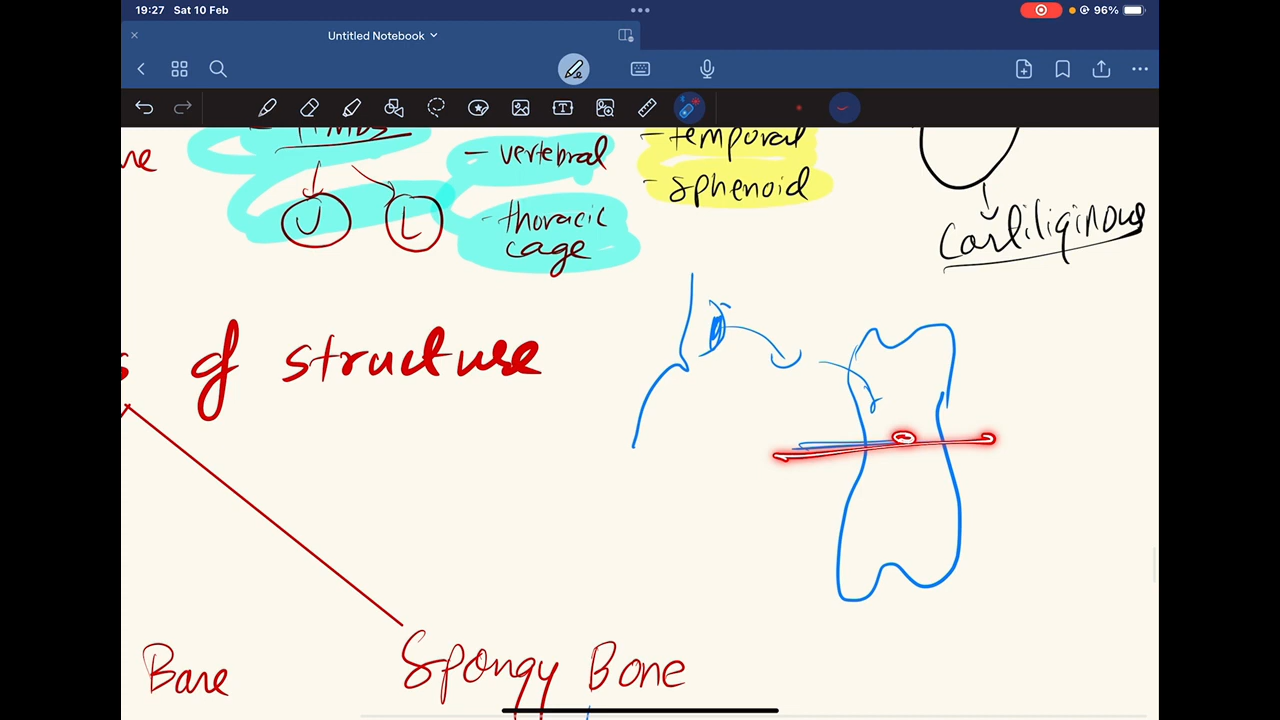 19:27 Sat 10 Feb
96%
Untitled Notebook
- vertebral
- thoracic
cage
- temporal
- sphenoid
U
L
Cartiliginous
of structure
Bone
Spongy Bone